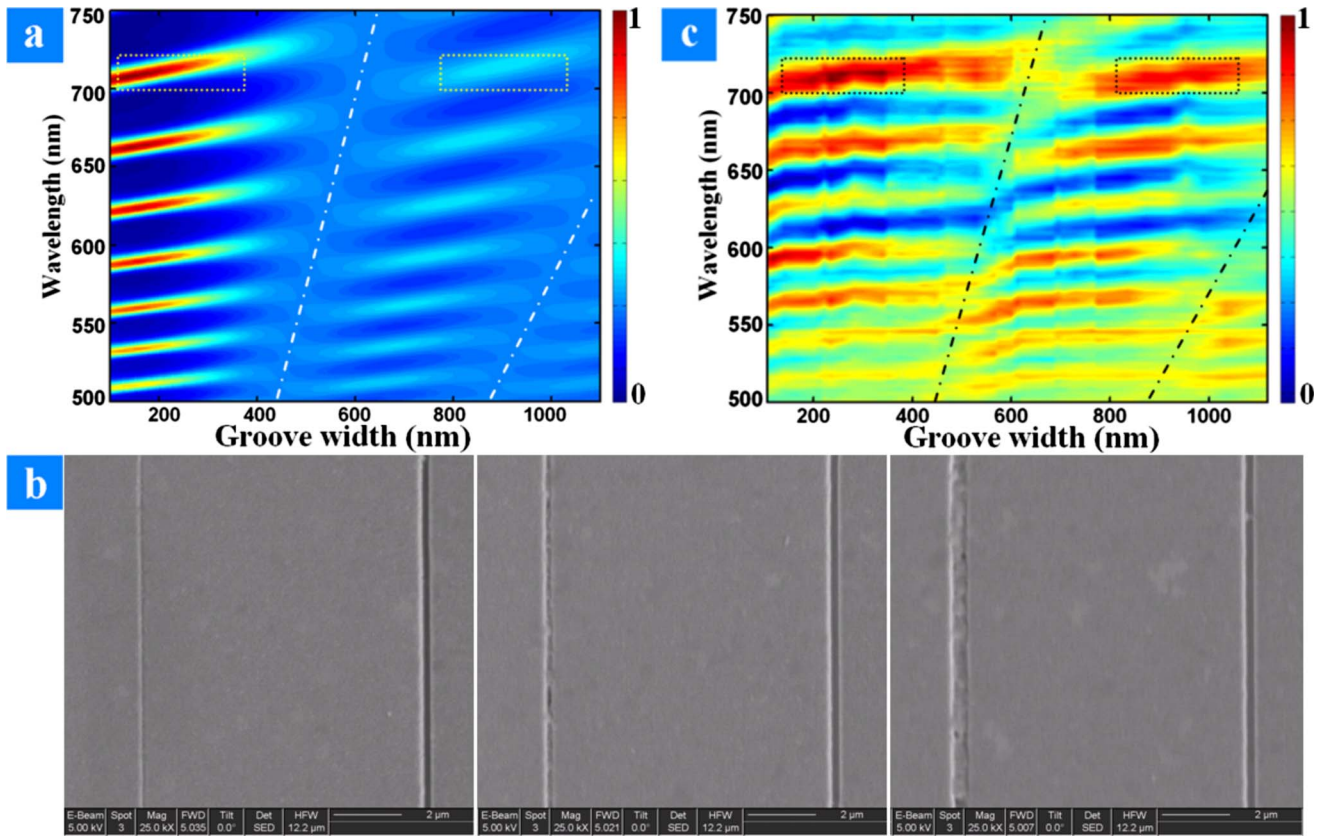 a
750
700
650
600
550
500
Wavelength (nm)
200
400
600
800
1000
Groove width (nm)
1
0
c
750
700
650
600
550
500
Wavelength (nm)
200
400
600
800
1000
Groove width (nm)
1
0
b
E-Beam Spot Mag FWD Tilt Det HFW 2 µm
5.00 kV 3 25.0 kX 5.035 0.0° SED 12.2 µm
E-Beam Spot Mag FWD Tilt Det HFW 2 µm
5.00 kV 3 25.0 kX 5.021 0.0° SED 12.2 µm
E-Beam Spot Mag FWD Tilt Det HFW 2 µm
5.00 kV 3 25.0 kX 5.007 0.0° SED 12.2 µm